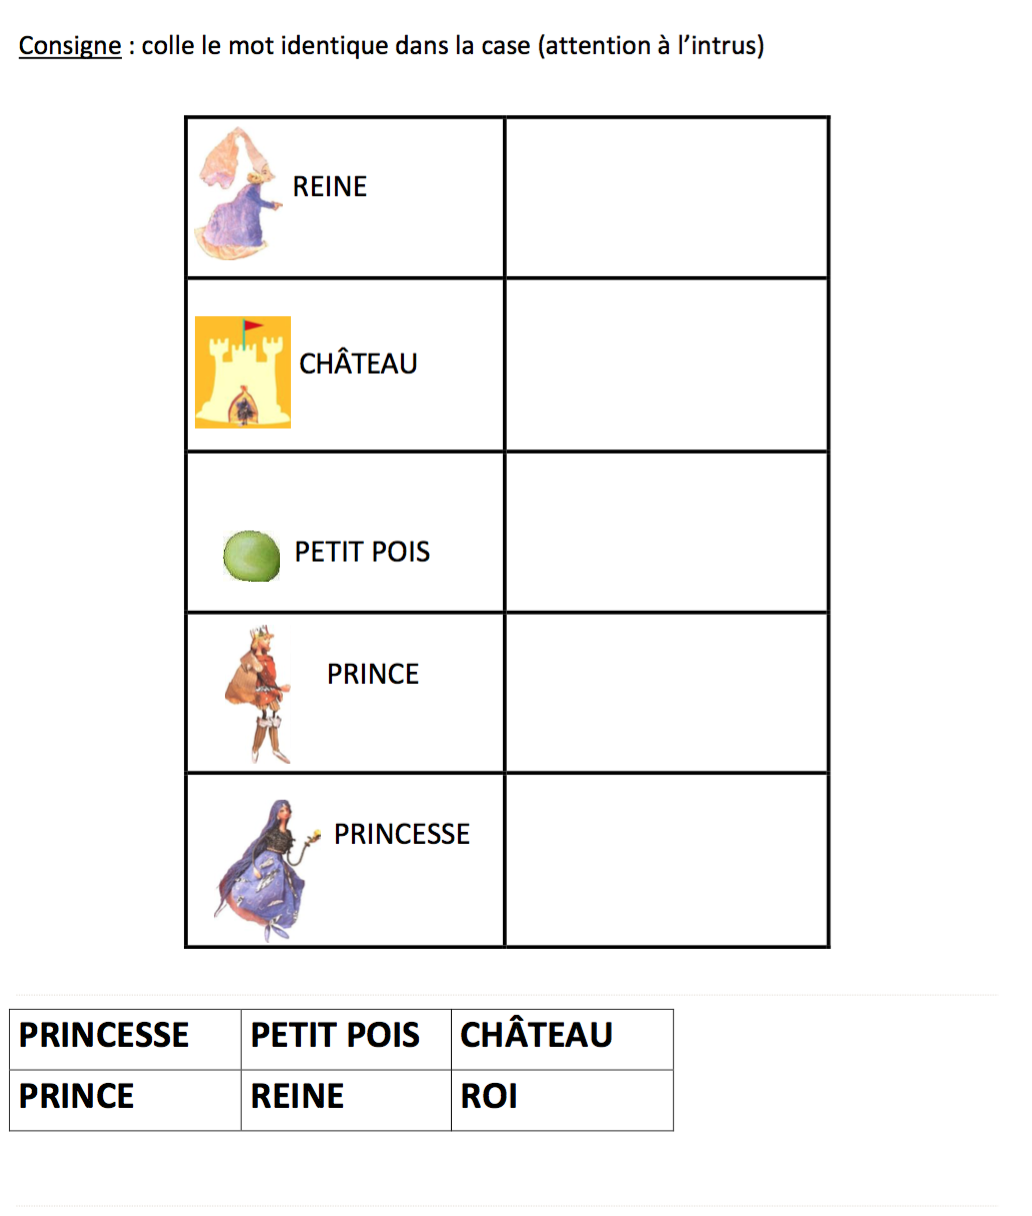 Consigne : colle le mot identique dans la case (attention à l’intrus)
REINE
CHÂTEAU
PETIT POIS
PRINCE
PRINCESSE
PRINCESSE PETIT POIS CHÂTEAU
PRINCE REINE ROI